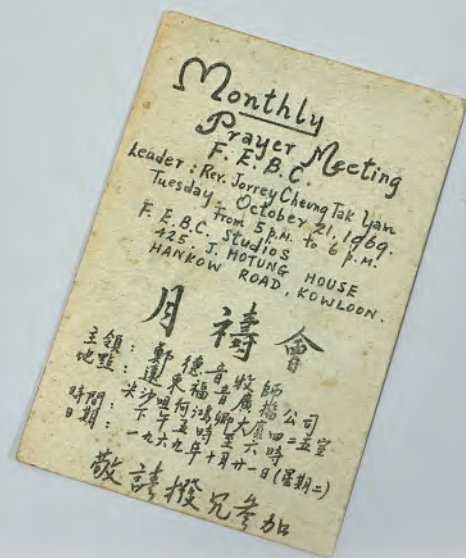 Monthly
Prayer Meeting
F. E. B. C.
Leader: Rev. Jorrey Cheung Tak Yan
Tuesday - October 21, 1969.
From 5 P.M. to 6 P.M.
F. E. B. C. Studios
425. J. HOTUNG HOUSE
HANKOW ROAD, KOWLOON.
月禱會
主領：鄭德音牧師
地點：遠東福音廣播公司
尖沙咀何鴻卿大廈四二五室
時間：下午五時至六時
日期：一九六九年十月廿一日(星期二)
敬請撥冗參加